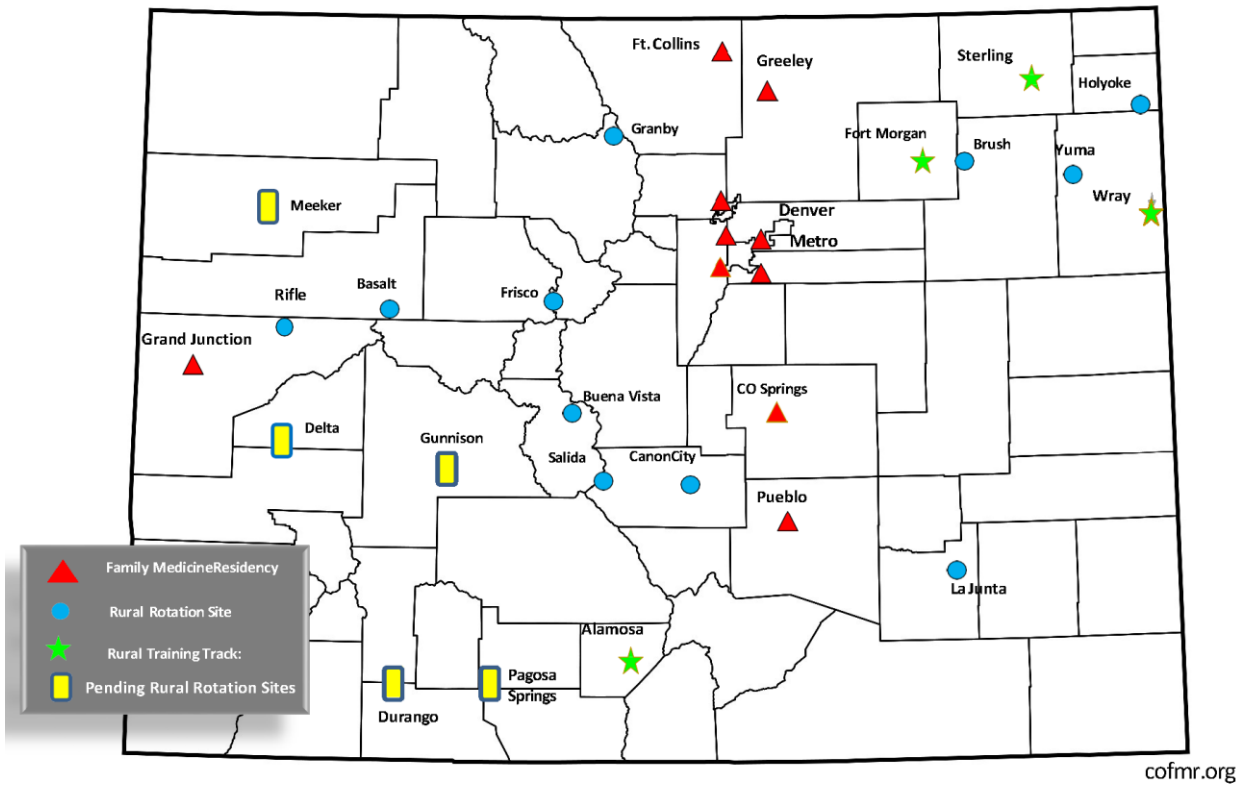 Ft. Collins
Greeley
Sterling
Holyoke
Granby
Fort Morgan
Brush
Yuma
Wray
Meeker
Denver
Metro
Basalt
Rifle
Frisco
Grand Junction
Buena Vista
CO Springs
Delta
Gunnison
Salida
CanonCity
Pueblo
La Junta
Alamosa
Pagosa
Springs
Durango
Family MedicineResidency
Rural Rotation Site
Rural Training Track:
Pending Rural Rotation Sites
cofmr.org